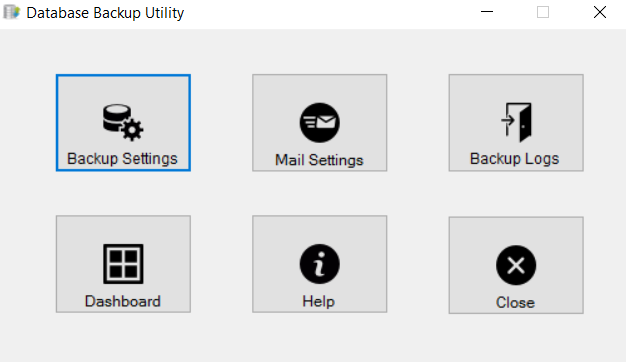 Database Backup Utility
Backup Settings
Mail Settings
Backup Logs
Dashboard
Help
Close